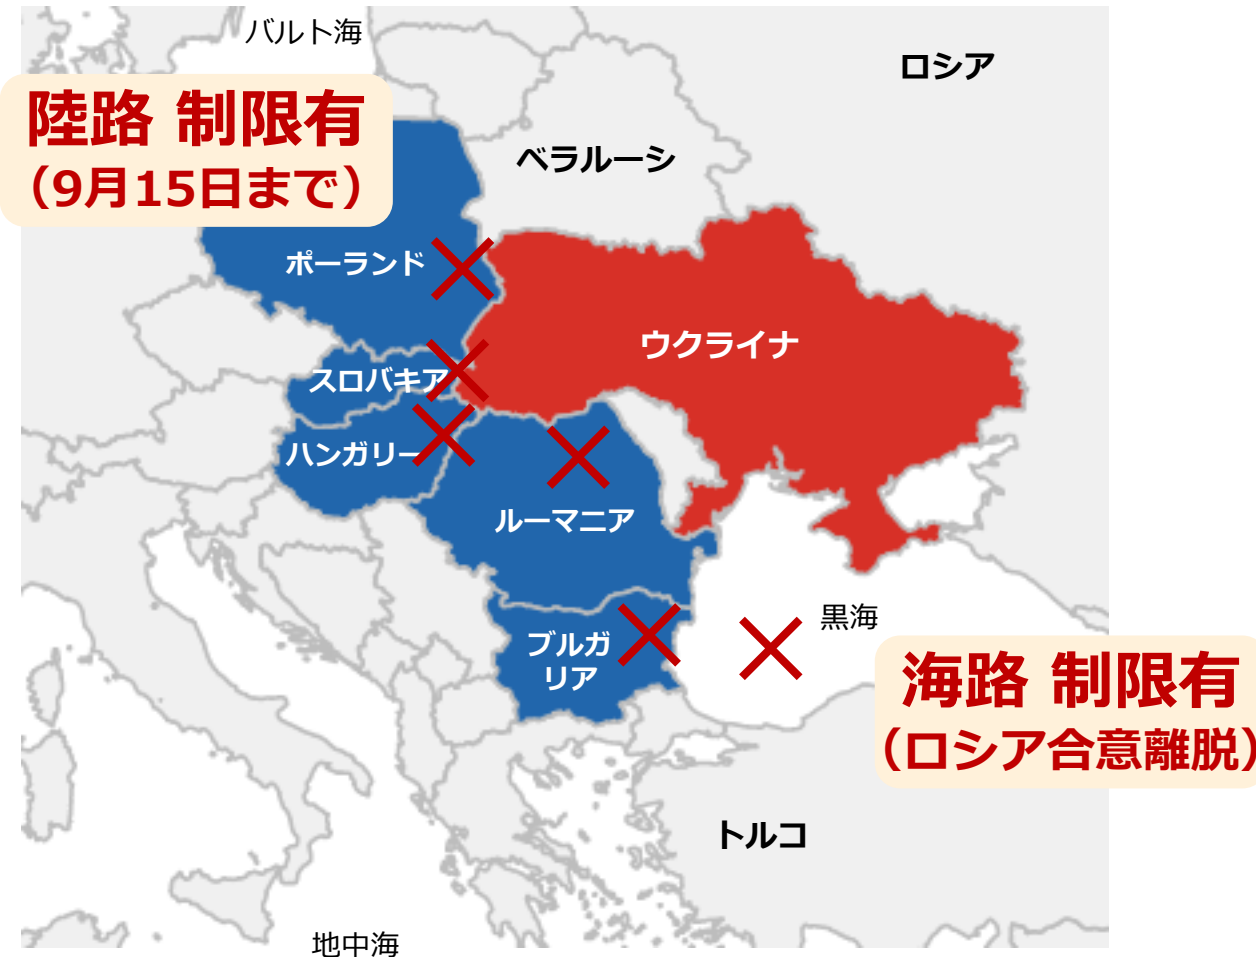 バルト海
ロシア
陸路 制限有
（9月15日まで）
ベラルーシ
ポーランド
ウクライナ
スロバキア
ハンガリー
ルーマニア
黒海
ブルガ
リア
海路 制限有
（ロシア合意離脱）
トルコ
地中海